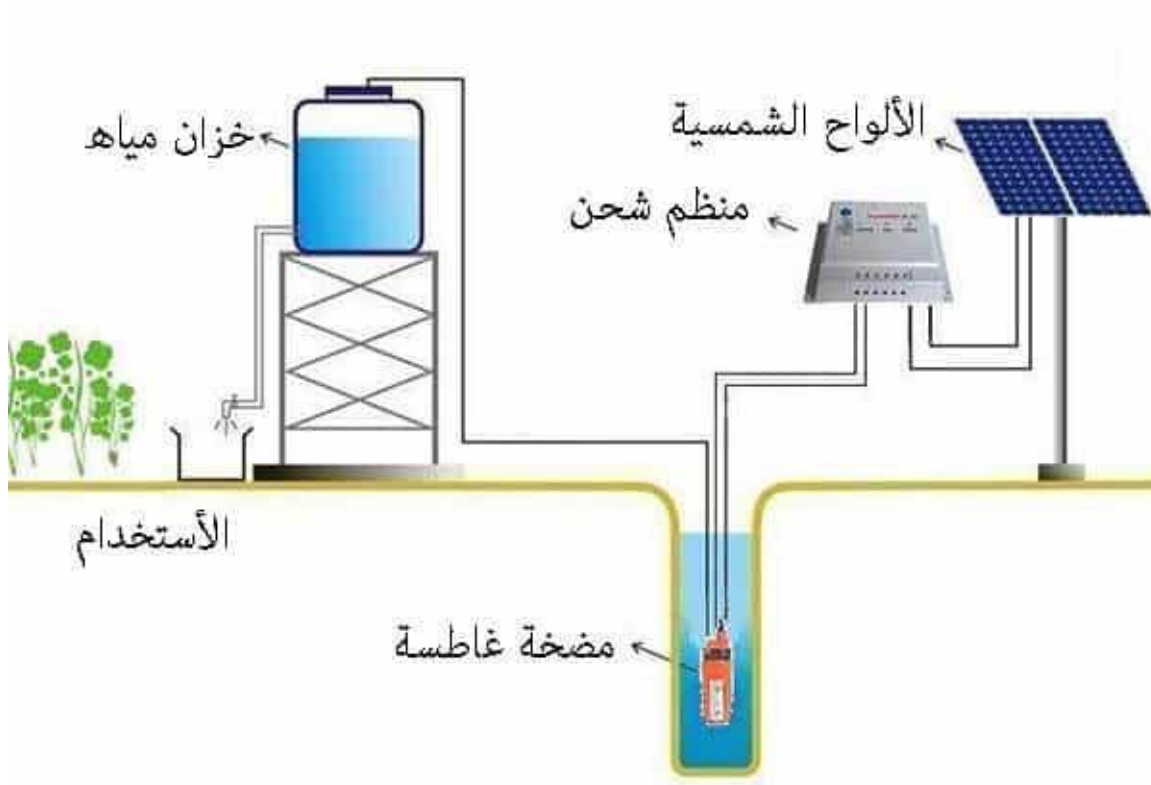 الألواح الشمسية
خزان مياه
منظم شحن
الأستخدام
مضخة غاطسة